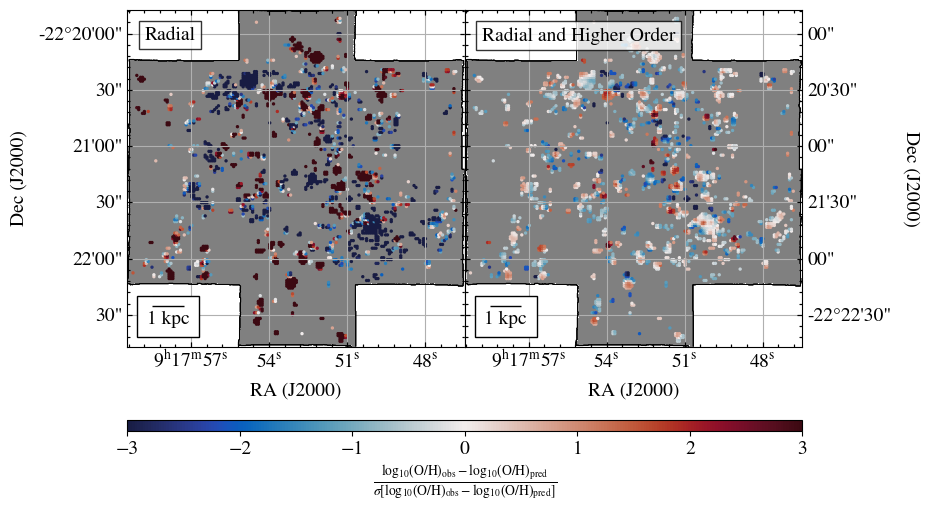 Radial
Radial and Higher Order
-22°20'00"
30"
21'00"
30"
22'00"
30"
Dec (J2000)
00"
20'30"
00"
21'30"
00"
-22°22'30"
Dec (J2000)
1 kpc
1 kpc
9ʰ17ᵐ57ˢ 54ˢ 51ˢ 48ˢ
57ˢ 54ˢ 51ˢ 48ˢ
RA (J2000)
RA (J2000)
−3 −2 −1 0 1 2 3
log₁₀(O/H)obs − log₁₀(O/H)pred
σ[log₁₀(O/H)obs − log₁₀(O/H)pred]